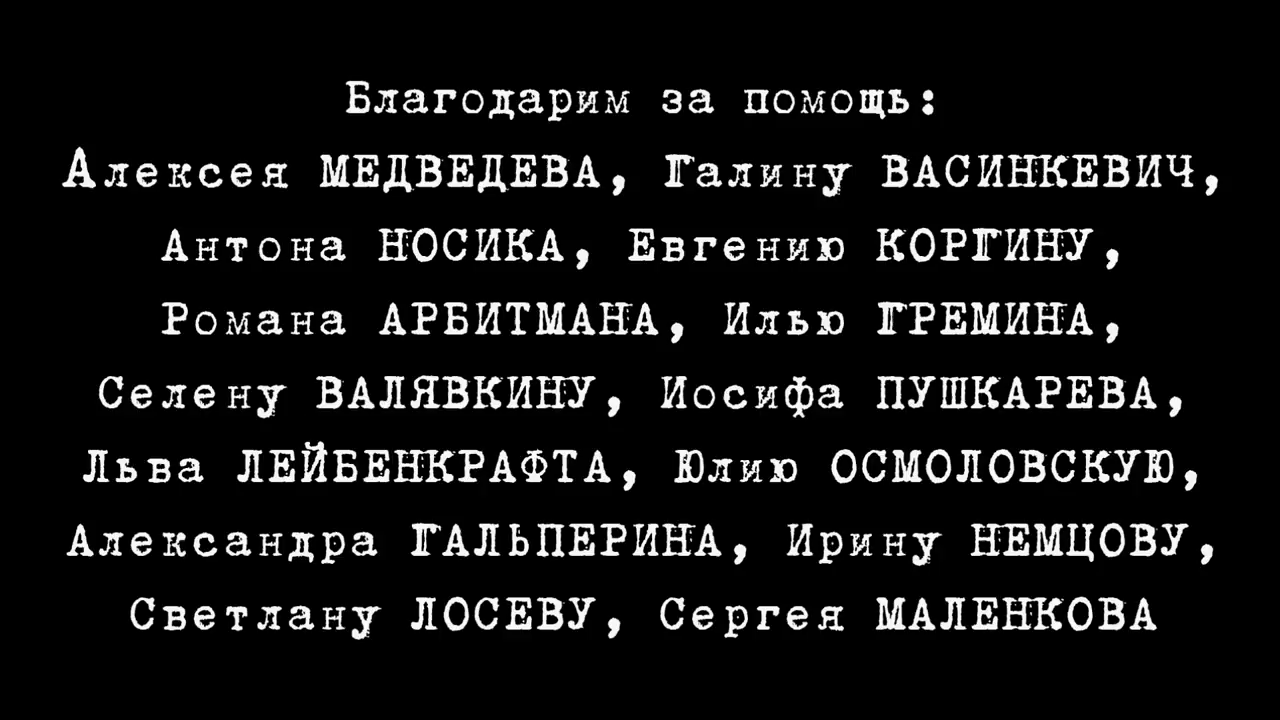 Благодарим за помощь:
Алексея МЕДВЕДЕВА, Галину ВАСИНКЕВИЧ,
Антона НОСИКА, Евгению КОРГИНУ,
Романа АРБИТМАНА, Илью ГРЕМИНА,
Селену ВАЛЯВКИНУ, Иосифа ПУШКАРЕВА,
Льва ЛЕЙБЕНКРАФТА, Юлию ОСМОЛОВСКУЮ,
Александра ГАЛЬПЕРИНА, Ирину НЕМЦОВУ,
Светлану ЛОСЕВУ, Сергея МАЛЕНКОВА